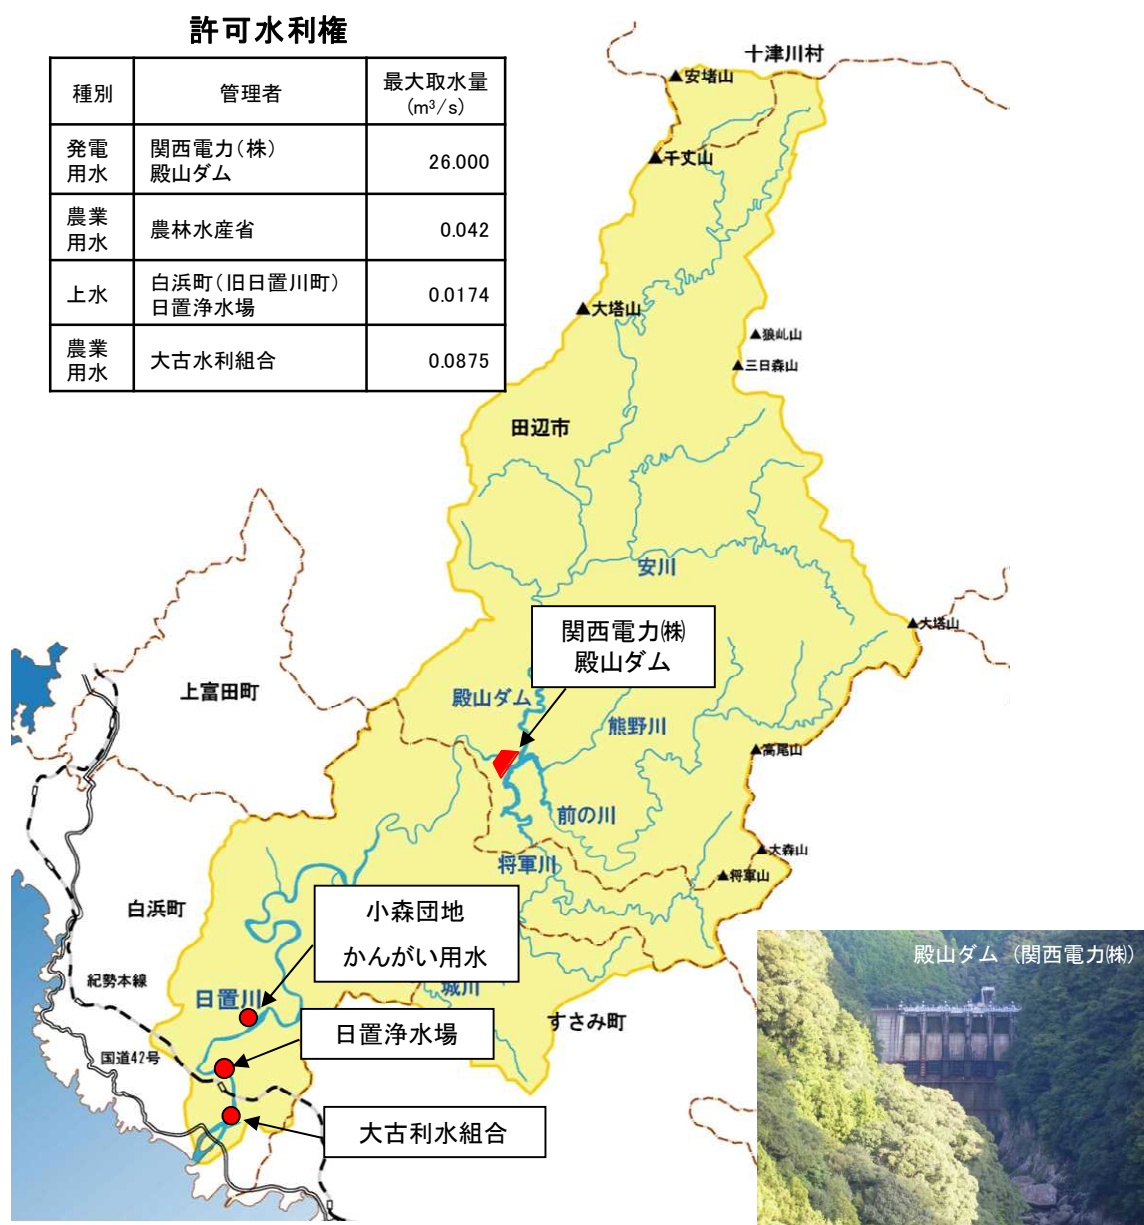 許可水利権
種別 管理者 最大取水量
(m³/s)
発電
用水
関西電力(株)
殿山ダム
26.000
農業
用水
農林水産省
0.042
上水
白浜町(旧日置川町)
日置浄水場
0.0174
農業
用水
大古水利組合
0.0875
十津川村
▲安堵山
▲千丈山
▲大塔山
▲狼乢山
▲三日森山
田辺市
安川
▲大塔山
関西電力㈱
殿山ダム
上富田町
殿山ダム
熊野川
▲高尾山
前の川
▲大森山
将軍川
▲将軍山
白浜町
小森団地
かんがい用水
殿山ダム (関西電力㈱)
紀勢本線
城川
日置川
すさみ町
日置浄水場
国道42号
大古利水組合